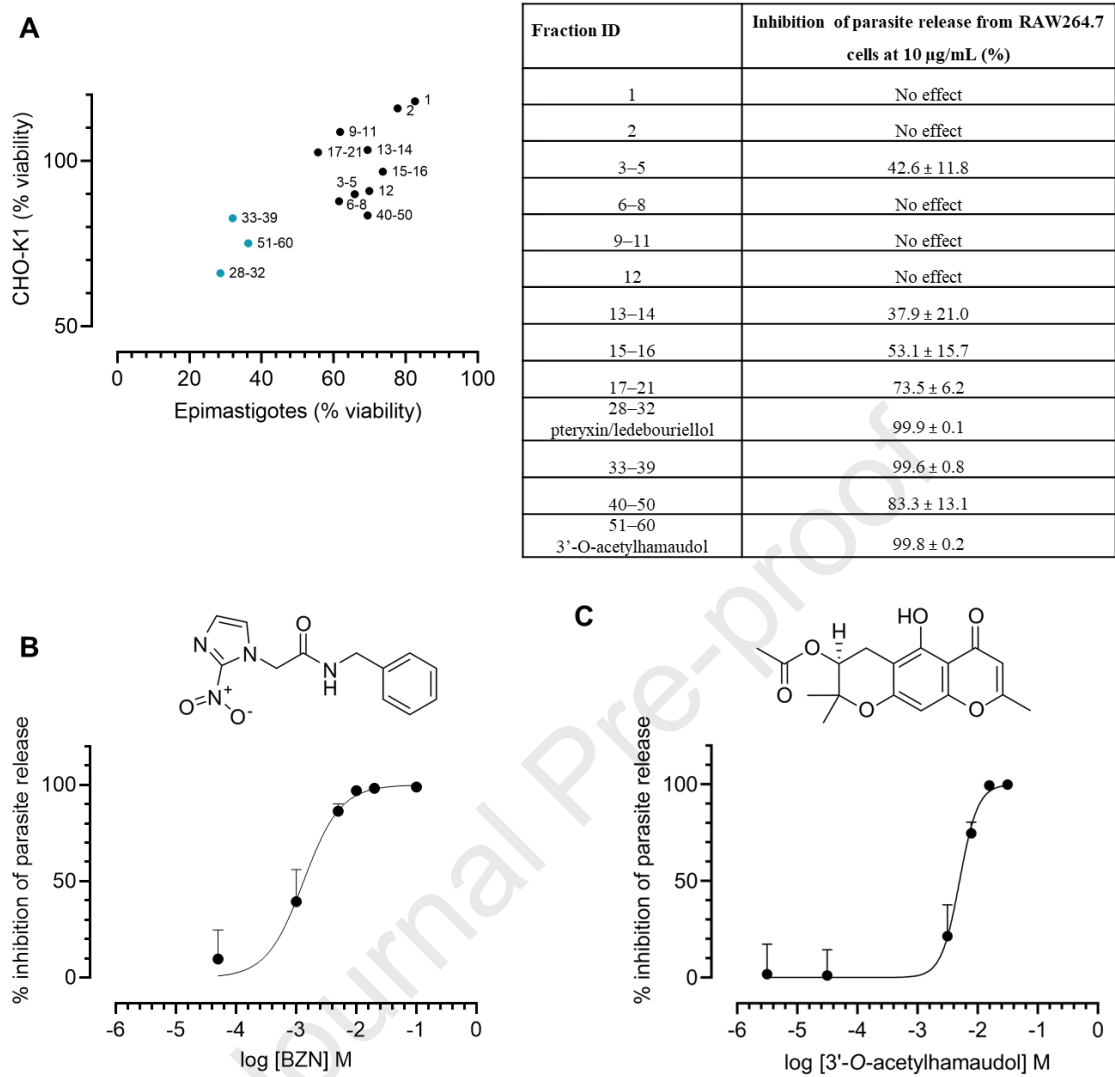 A
CHO-K1 (% viability)
100
50
1
2
9-11
17-21
13-14
15-16
3-5
12
6-8
40-50
33-39
51-60
28-32
0 20 40 60 80 100
Epimastigotes (% viability)
Fraction ID Inhibition of parasite release from RAW264.7
cells at 10 µg/mL (%)
1 No effect
2 No effect
3–5 42.6 ± 11.8
6–8 No effect
9–11 No effect
12 No effect
13–14 37.9 ± 21.0
15–16 53.1 ± 15.7
17–21 73.5 ± 6.2
28–32
pteryxin/ledebouriellol 99.9 ± 0.1
33–39 99.6 ± 0.8
40–50 83.3 ± 13.1
51–60
3’-O-acetylhamaudol 99.8 ± 0.2
Journal Pre-proof
B
N
N
O
N
H
N+
O
O-
% inhibition of parasite release
100
50
0
-6 -5 -4 -3 -2 -1 0
log [BZN] M
C
HO
O
H
O
O
O
O
% inhibition of parasite release
100
50
0
-6 -5 -4 -3 -2 -1 0
log [3'-O-acetylhamaudol] M